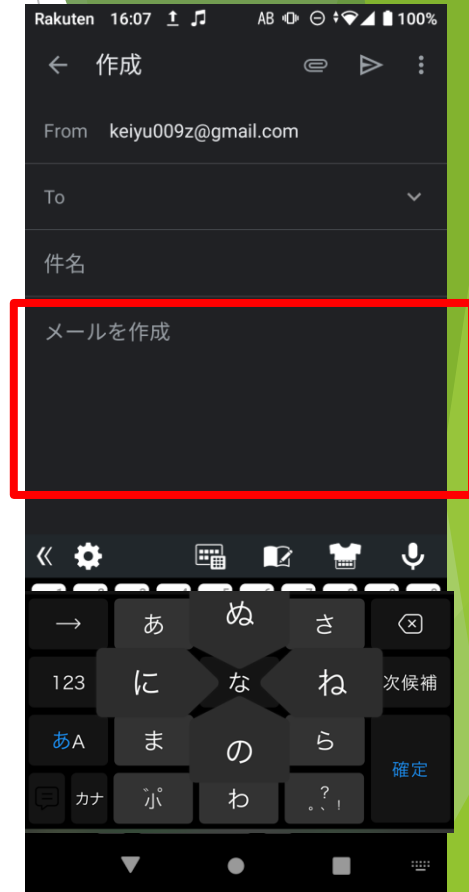 Rakuten 16:07 AB 100%
作成
From keiyu009z@gmail.com
To
件名
メールを作成
→ あ ぬ さ
123 に な ね 次候補
あA ま の ら
確定
カナ 小 わ 。、?!